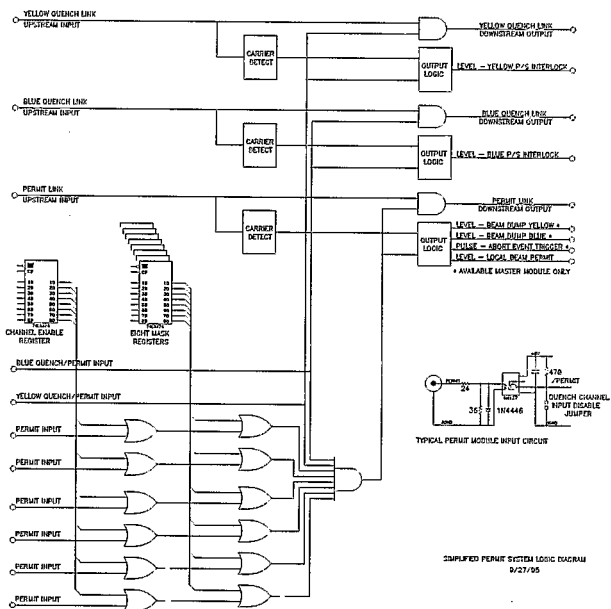 YELLOW QUENCH LINK
UPSTREAM INPUT
YELLOW QUENCH LINK
DOWNSTREAM OUTPUT
CARRIER
DETECT
OUTPUT
LOGIC
LEVEL - YELLOW P/S INTERLOCK
BLUE QUENCH LINK
UPSTREAM INPUT
BLUE QUENCH LINK
DOWNSTREAM OUTPUT
CARRIER
DETECT
OUTPUT
LOGIC
LEVEL - BLUE P/S INTERLOCK
PERMIT LINK
UPSTREAM INPUT
PERMIT LINK
DOWNSTREAM OUTPUT
CARRIER
DETECT
OUTPUT
LOGIC
LEVEL - BEAM DUMP YELLOW *
LEVEL - BEAM DUMP BLUE *
PULSE - ABORT EVENT TRIGGER *
LEVEL - LOCAL BEAM PERMIT
* AVAILABLE MASTER MODULE ONLY
CHANNEL ENABLE
REGISTER
EIGHT MASK
REGISTERS
BLUE QUENCH/PERMIT INPUT
YELLOW QUENCH/PERMIT INPUT
PERMIT INPUT
PERMIT INPUT
PERMIT INPUT
PERMIT INPUT
PERMIT INPUT
PERMIT INPUT
PERMIT
24
36
1N4446
470
/PERMIT
QUENCH CHANNEL
INPUT DISABLE
JUMPER
TYPICAL PERMIT MODULE INPUT CIRCUIT
SIMPLIFIED PERMIT SYSTEM LOGIC DIAGRAM
9/27/95